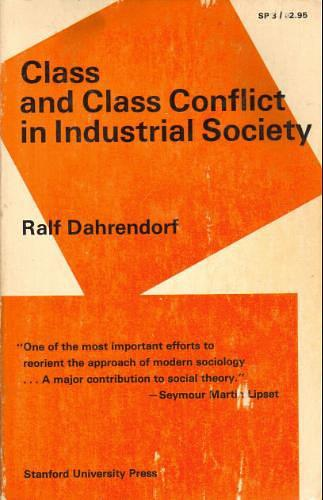 SP 3 / $2.95
Class
and Class Conflict
in Industrial Society
Ralf Dahrendorf
"One of the most important efforts to
reorient the approach of modern sociology
. . . A major contribution to social theory."
—Seymour Martin Lipset
Stanford University Press